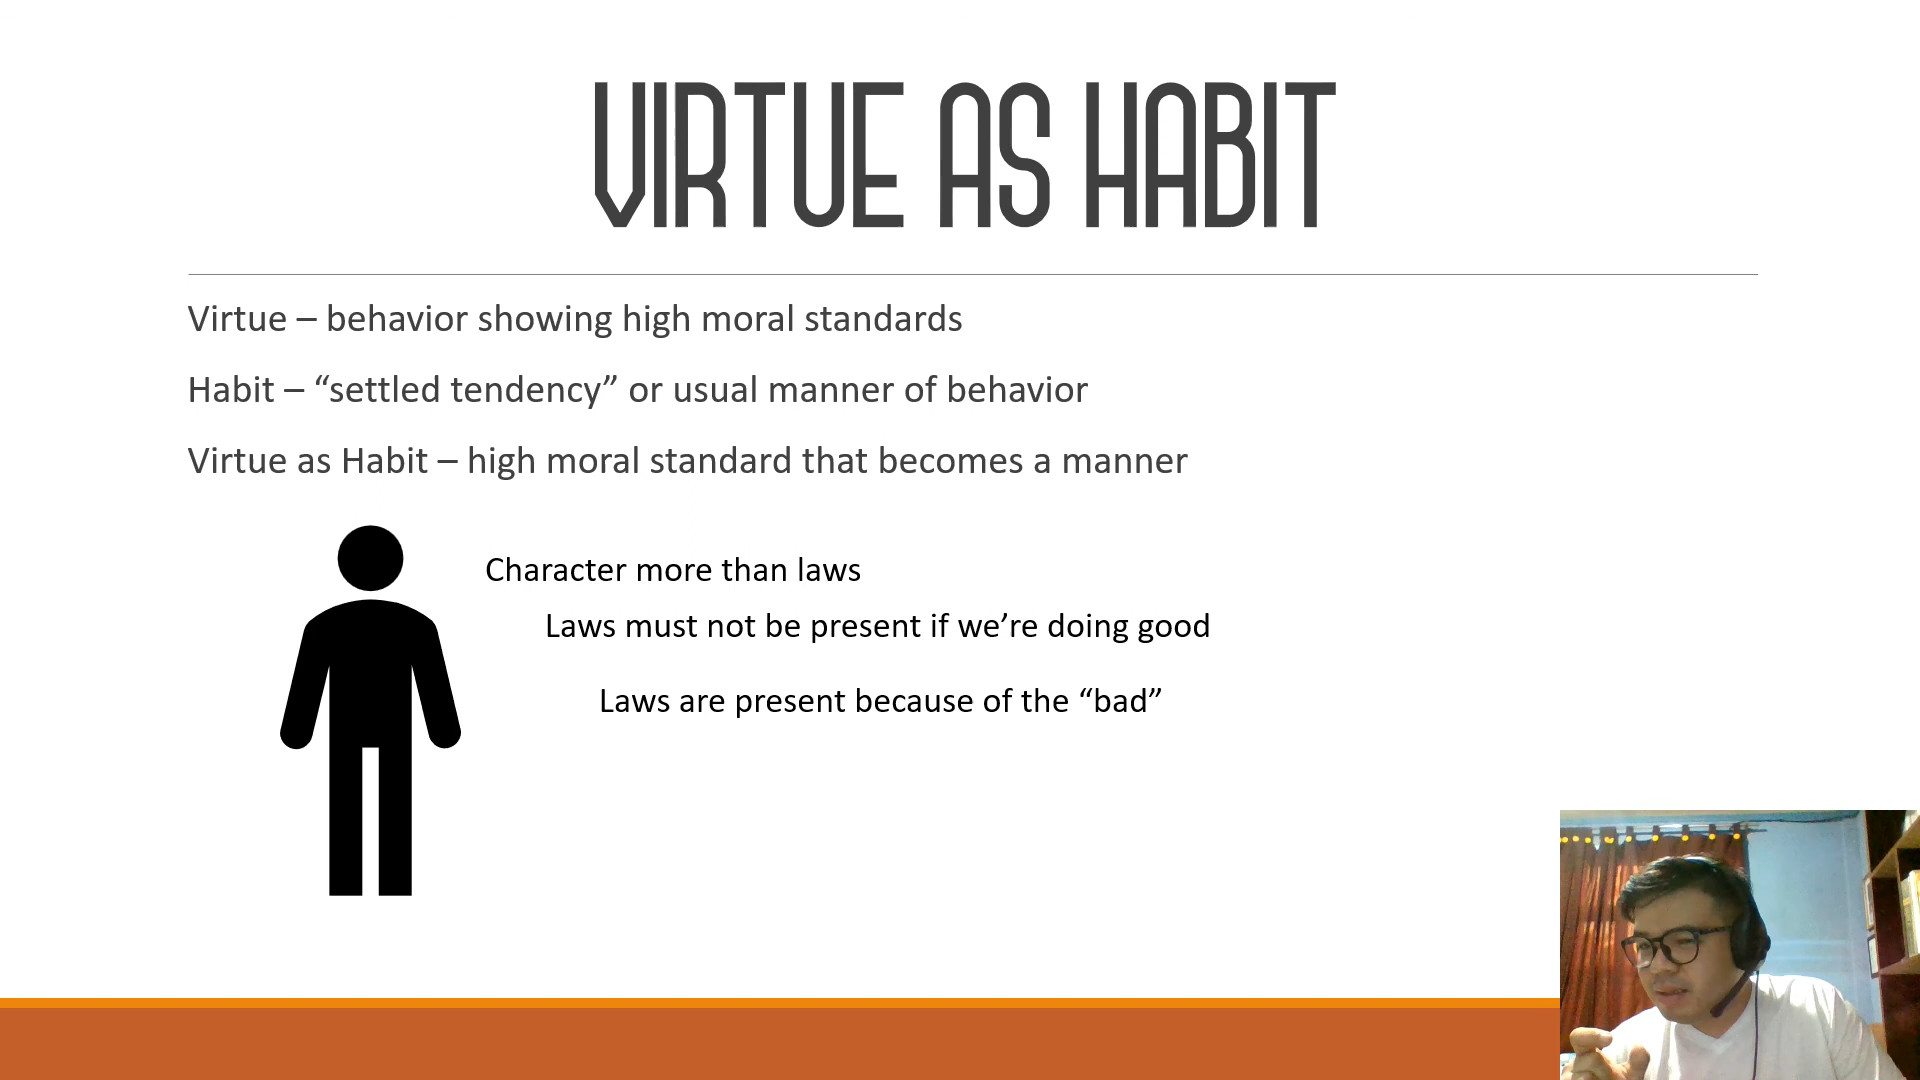 VIRTUE AS HABIT
Virtue – behavior showing high moral standards
Habit – “settled tendency” or usual manner of behavior
Virtue as Habit – high moral standard that becomes a manner
Character more than laws
Laws must not be present if we’re doing good
Laws are present because of the “bad”